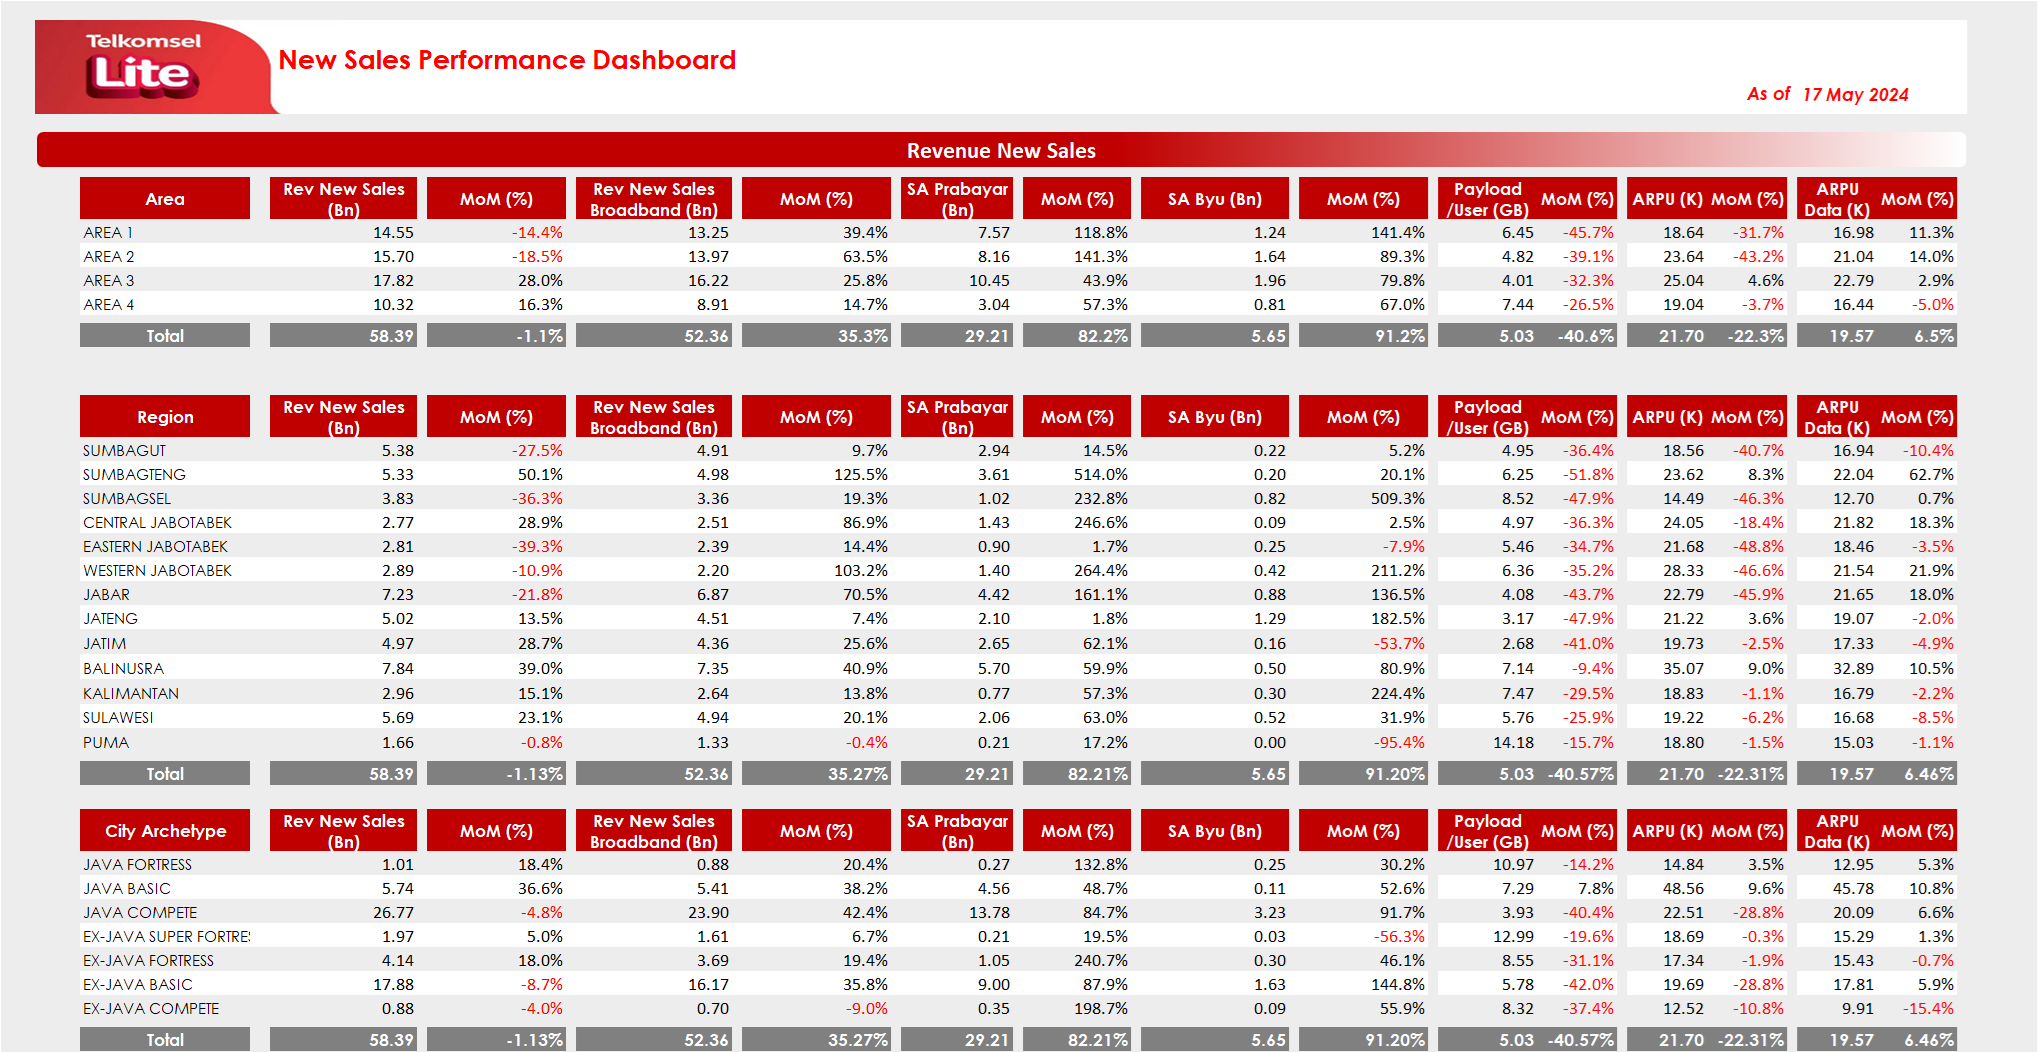 Telkomsel
Lite
New Sales Performance Dashboard
As of 17 May 2024
Revenue New Sales
Area Rev New Sales (Bn) MoM (%) Rev New Sales Broadband (Bn) MoM (%) SA Prabayar (Bn) MoM (%) SA Byu (Bn) MoM (%) Payload /User (GB) MoM (%) ARPU (K) MoM (%) ARPU Data (K) MoM (%)
AREA 1 14.55 -14.4% 13.25 39.4% 7.57 118.8% 1.24 141.4% 6.45 -45.7% 18.64 -31.7% 16.98 11.3%
AREA 2 15.70 -18.5% 13.97 63.5% 8.16 141.3% 1.64 89.3% 4.82 -39.1% 23.64 -43.2% 21.04 14.0%
AREA 3 17.82 28.0% 16.22 25.8% 10.45 43.9% 1.96 79.8% 4.01 -32.3% 25.04 4.6% 22.79 2.9%
AREA 4 10.32 16.3% 8.91 14.7% 3.04 57.3% 0.81 67.0% 7.44 -26.5% 19.04 -3.7% 16.44 -5.0%
Total 58.39 -1.1% 52.36 35.3% 29.21 82.2% 5.65 91.2% 5.03 -40.6% 21.70 -22.3% 19.57 6.5%
Region Rev New Sales (Bn) MoM (%) Rev New Sales Broadband (Bn) MoM (%) SA Prabayar (Bn) MoM (%) SA Byu (Bn) MoM (%) Payload /User (GB) MoM (%) ARPU (K) MoM (%) ARPU Data (K) MoM (%)
SUMBAGUT 5.38 -27.5% 4.91 9.7% 2.94 14.5% 0.22 5.2% 4.95 -36.4% 18.56 -40.7% 16.94 -10.4%
SUMBAGTENG 5.33 50.1% 4.98 125.5% 3.61 514.0% 0.20 20.1% 6.25 -51.8% 23.62 8.3% 22.04 62.7%
SUMBAGSEL 3.83 -36.3% 3.36 19.3% 1.02 232.8% 0.82 509.3% 8.52 -47.9% 14.49 -46.3% 12.70 0.7%
CENTRAL JABOTABEK 2.77 28.9% 2.51 86.9% 1.43 246.6% 0.09 2.5% 4.97 -36.3% 24.05 -18.4% 21.82 18.3%
EASTERN JABOTABEK 2.81 -39.3% 2.39 14.4% 0.90 1.7% 0.25 -7.9% 5.46 -34.7% 21.68 -48.8% 18.46 -3.5%
WESTERN JABOTABEK 2.89 -10.9% 2.20 103.2% 1.40 264.4% 0.42 211.2% 6.36 -35.2% 28.33 -46.6% 21.54 21.9%
JABAR 7.23 -21.8% 6.87 70.5% 4.42 161.1% 0.88 136.5% 4.08 -43.7% 22.79 -45.9% 21.65 18.0%
JATENG 5.02 13.5% 4.51 7.4% 2.10 1.8% 1.29 182.5% 3.17 -47.9% 21.22 3.6% 19.07 -2.0%
JATIM 4.97 28.7% 4.36 25.6% 2.65 62.1% 0.16 -53.7% 2.68 -41.0% 19.73 -2.5% 17.33 -4.9%
BALINUSRA 7.84 39.0% 7.35 40.9% 5.70 59.9% 0.50 80.9% 7.14 -9.4% 35.07 9.0% 32.89 10.5%
KALIMANTAN 2.96 15.1% 2.64 13.8% 0.77 57.3% 0.30 224.4% 7.47 -29.5% 18.83 -1.1% 16.79 -2.2%
SULAWESI 5.69 23.1% 4.94 20.1% 2.06 63.0% 0.52 31.9% 5.76 -25.9% 19.22 -6.2% 16.68 -8.5%
PUMA 1.66 -0.8% 1.33 -0.4% 0.21 17.2% 0.00 -95.4% 14.18 -15.7% 18.80 -1.5% 15.03 -1.1%
Total 58.39 -1.13% 52.36 35.27% 29.21 82.21% 5.65 91.20% 5.03 -40.57% 21.70 -22.31% 19.57 6.46%
City Archetype Rev New Sales (Bn) MoM (%) Rev New Sales Broadband (Bn) MoM (%) SA Prabayar (Bn) MoM (%) SA Byu (Bn) MoM (%) Payload /User (GB) MoM (%) ARPU (K) MoM (%) ARPU Data (K) MoM (%)
JAVA FORTRESS 1.01 18.4% 0.88 20.4% 0.27 132.8% 0.25 30.2% 10.97 -14.2% 14.84 3.5% 12.95 5.3%
JAVA BASIC 5.74 36.6% 5.41 38.2% 4.56 48.7% 0.11 52.6% 7.29 7.8% 48.56 9.6% 45.78 10.8%
JAVA COMPETE 26.77 -4.8% 23.90 42.4% 13.78 84.7% 3.23 91.7% 3.93 -40.4% 22.51 -28.8% 20.09 6.6%
EX-JAVA SUPER FORTRES 1.97 5.0% 1.61 6.7% 0.21 19.5% 0.03 -56.3% 12.99 -19.6% 18.69 -0.3% 15.29 1.3%
EX-JAVA FORTRESS 4.14 18.0% 3.69 19.4% 1.05 240.7% 0.30 46.1% 8.55 -31.1% 17.34 -1.9% 15.43 -0.7%
EX-JAVA BASIC 17.88 -8.7% 16.17 35.8% 9.00 87.9% 1.63 144.8% 5.78 -42.0% 19.69 -28.8% 17.81 5.9%
EX-JAVA COMPETE 0.88 -4.0% 0.70 -9.0% 0.35 198.7% 0.09 55.9% 8.32 -37.4% 12.52 -10.8% 9.91 -15.4%
Total 58.39 -1.13% 52.36 35.27% 29.21 82.21% 5.65 91.20% 5.03 -40.57% 21.70 -22.31% 19.57 6.46%